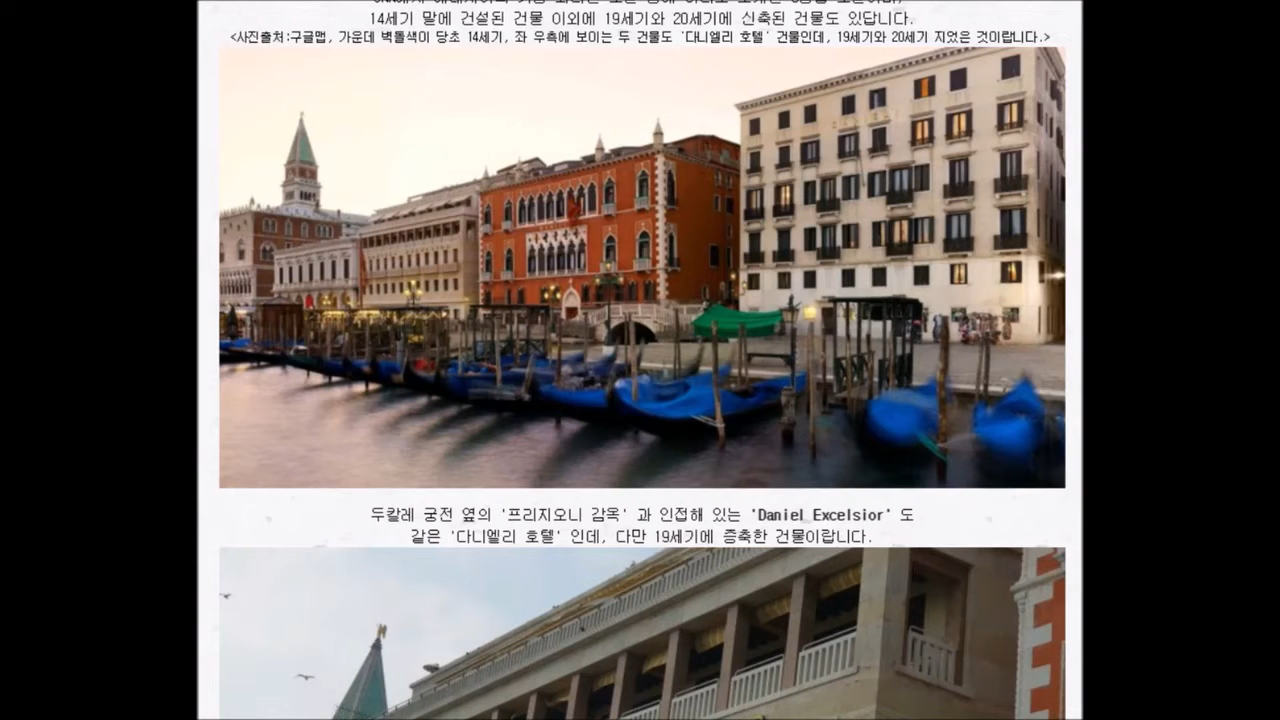 14세기 말에 건설된 건물 이외에 19세기와 20세기에 신축된 건물도 있답니다.
<사진출처:구글맵, 가운데 벽돌색이 당초 14세기, 좌 우측에 보이는 두 건물도 '다니엘리 호텔' 건물인데, 19세기와 20세기 지었은 것이랍니다.>
두칼레 궁전 옆의 '프리지오니 감옥' 과 인접해 있는 'Daniel Excelsior' 도
같은 '다니엘리 호텔' 인데, 다만 19세기에 증축한 건물이랍니다.